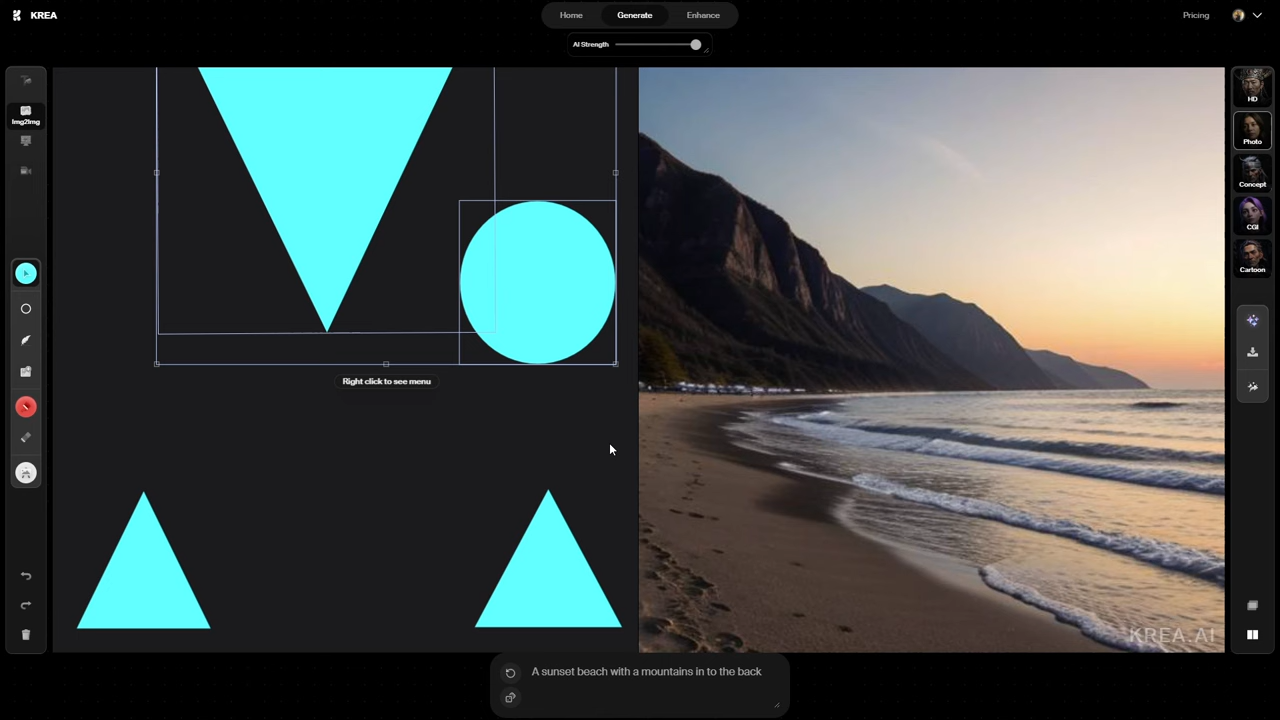 KREA
Home
Generate
Enhance
Pricing
AI Strength
Img2Img
HD
Photo
Concept
CGI
Cartoon
Right click to see menu
KREA.AI
A sunset beach with a mountains in to the back